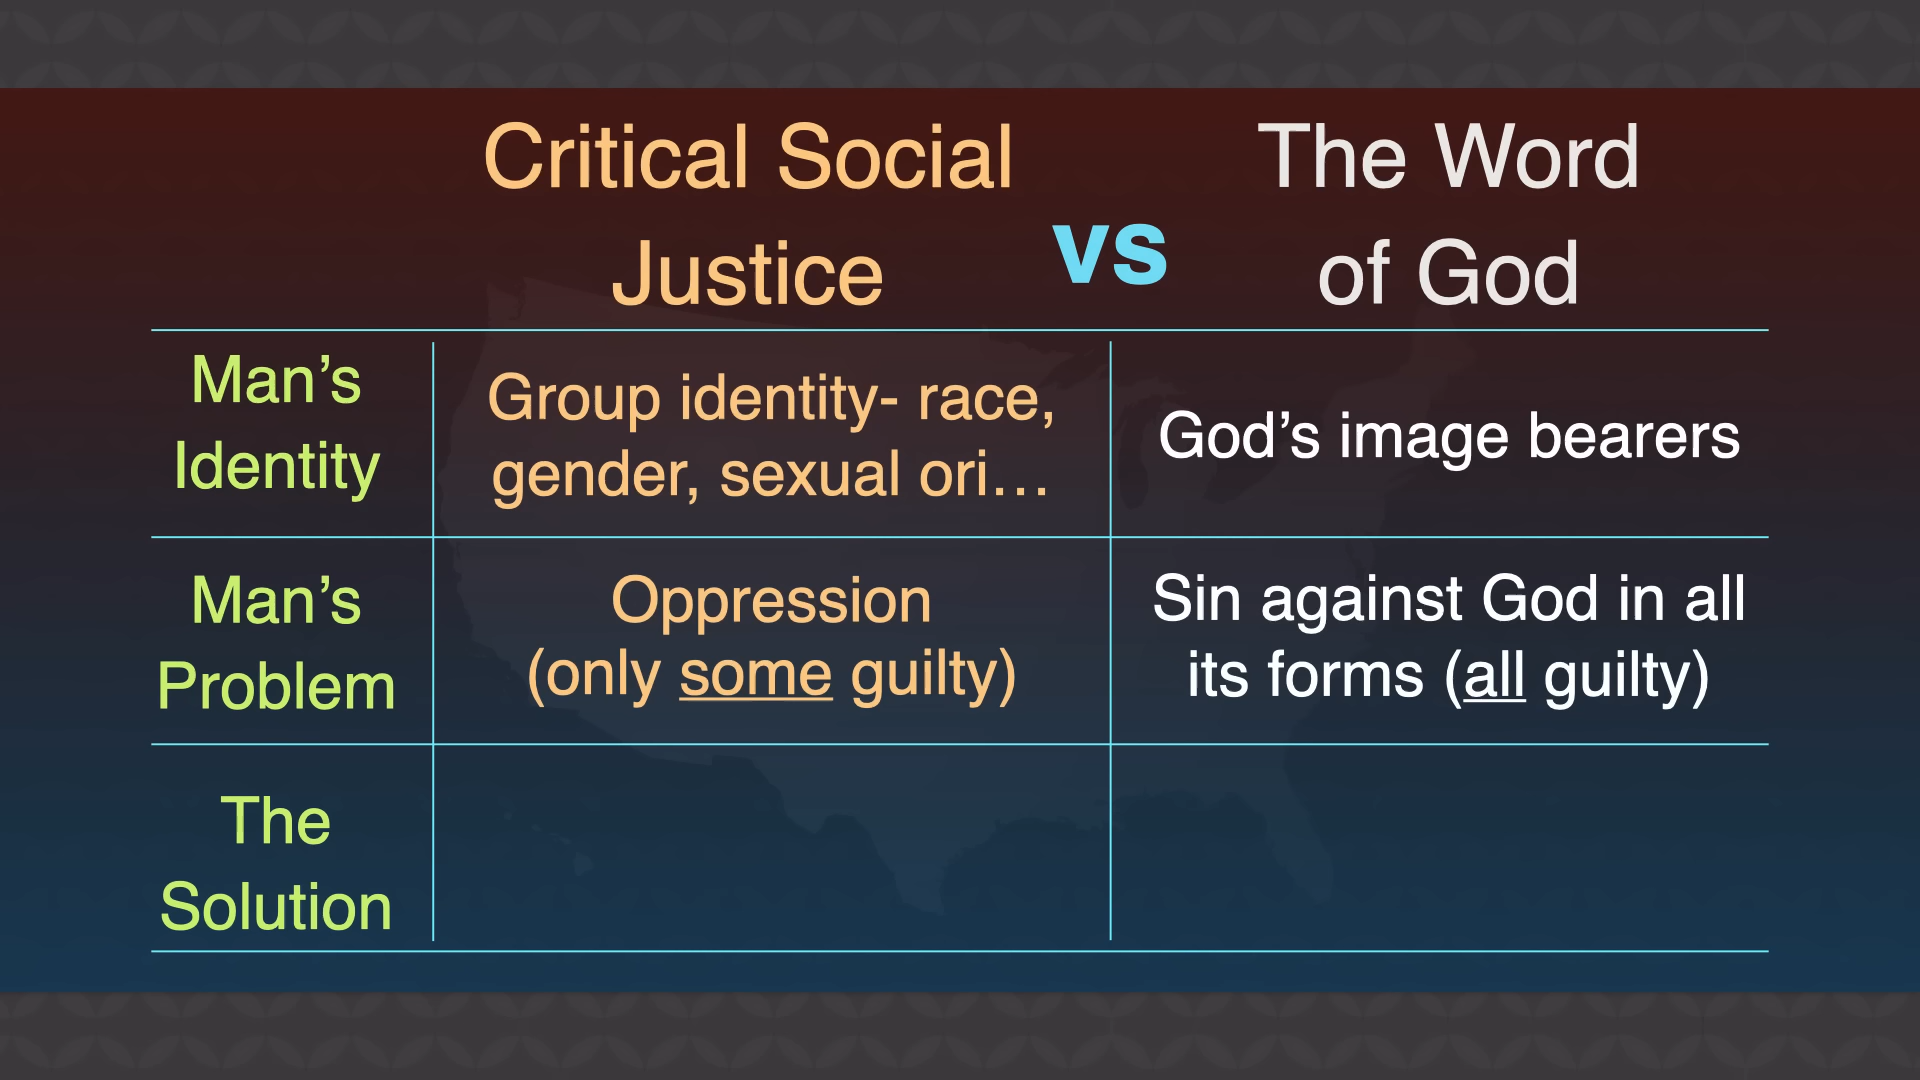 Critical Social
Justice
vs
The Word
of God
Man’s
Identity
Group identity- race,
gender, sexual ori…
God’s image bearers
Man’s
Problem
Oppression
(only some guilty)
Sin against God in all
its forms (all guilty)
The
Solution